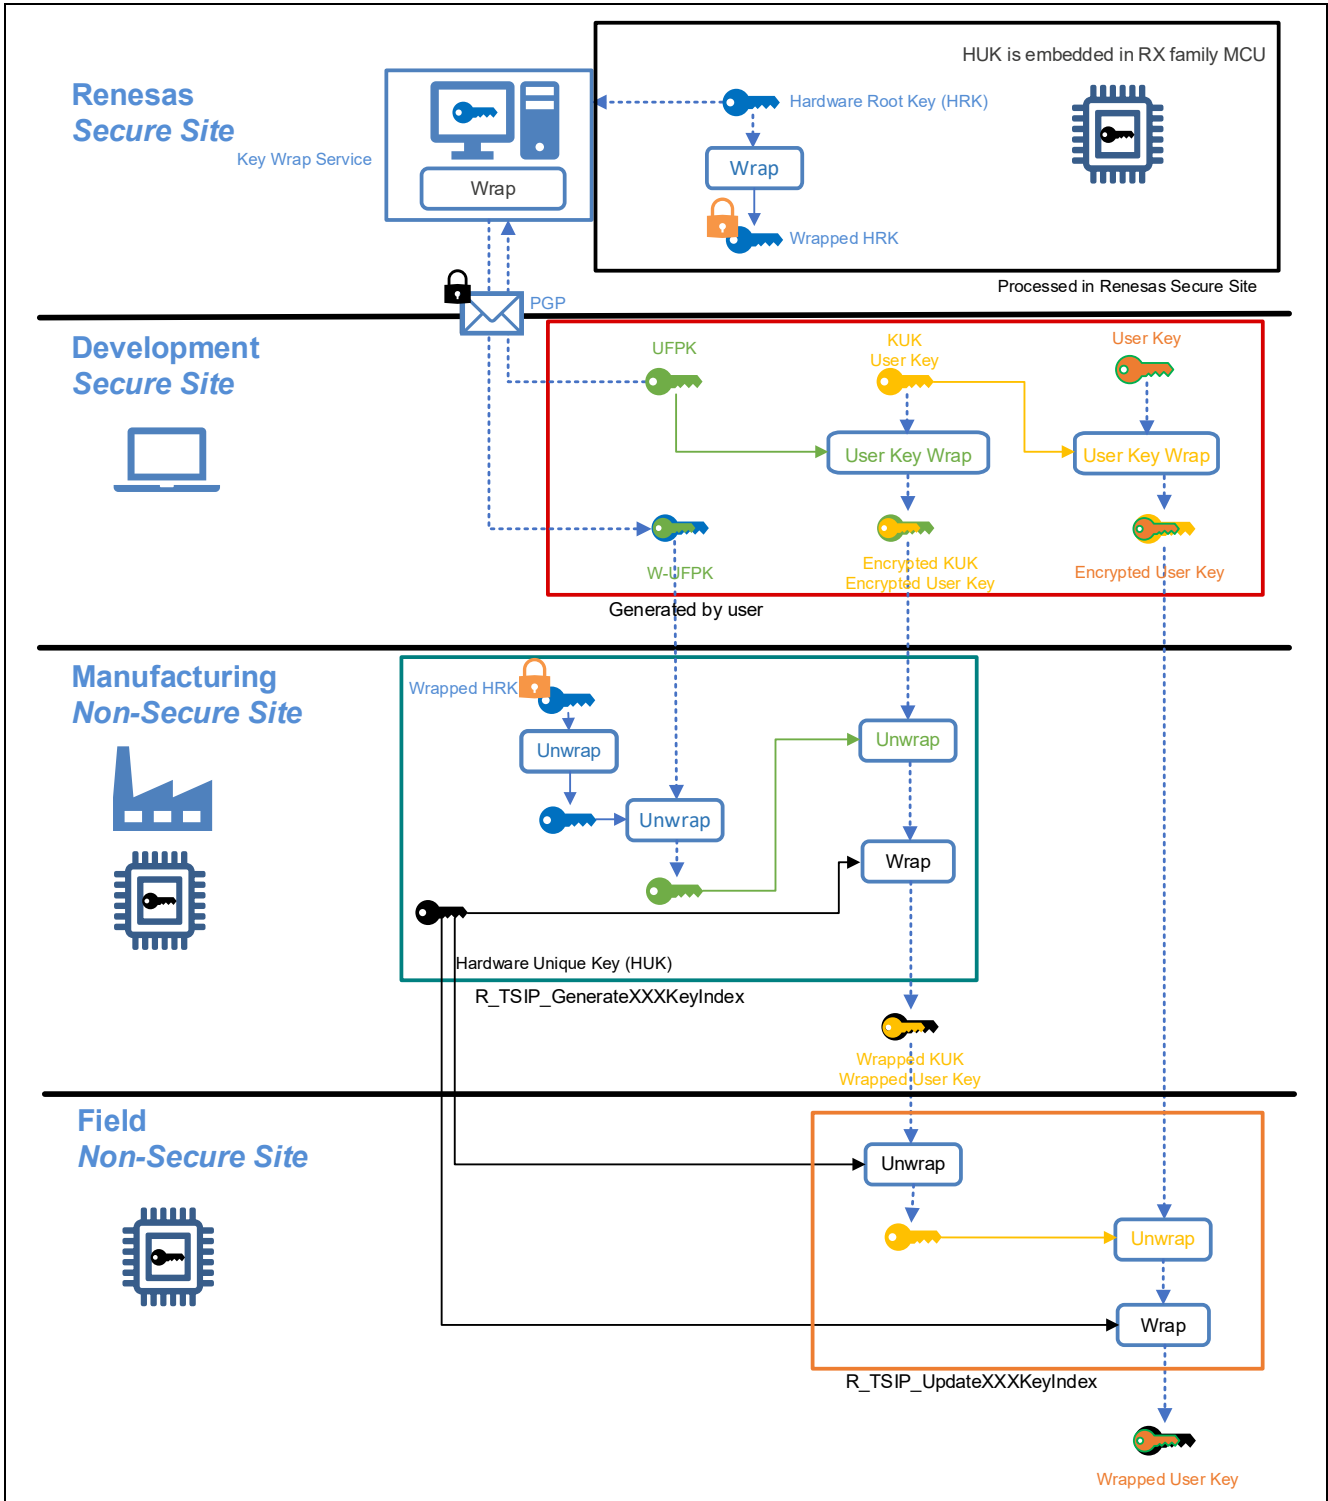 HUK is embedded in RX family MCU
Renesas
Secure Site
Key Wrap Service
Wrap
Hardware Root Key (HRK)
Wrap
Wrapped HRK
Processed in Renesas Secure Site
PGP
Development
Secure Site
UFPK
KUK
User Key
User Key
User Key Wrap
User Key Wrap
W-UFPK
Encrypted KUK
Encrypted User Key
Encrypted User Key
Generated by user
Manufacturing
Non-Secure Site
Wrapped HRK
Unwrap
Unwrap
Unwrap
Wrap
Hardware Unique Key (HUK)
R_TSIP_GenerateXXXKeyIndex
Wrapped KUK
Wrapped User Key
Field
Non-Secure Site
Unwrap
Unwrap
Wrap
R_TSIP_UpdateXXXKeyIndex
Wrapped User Key